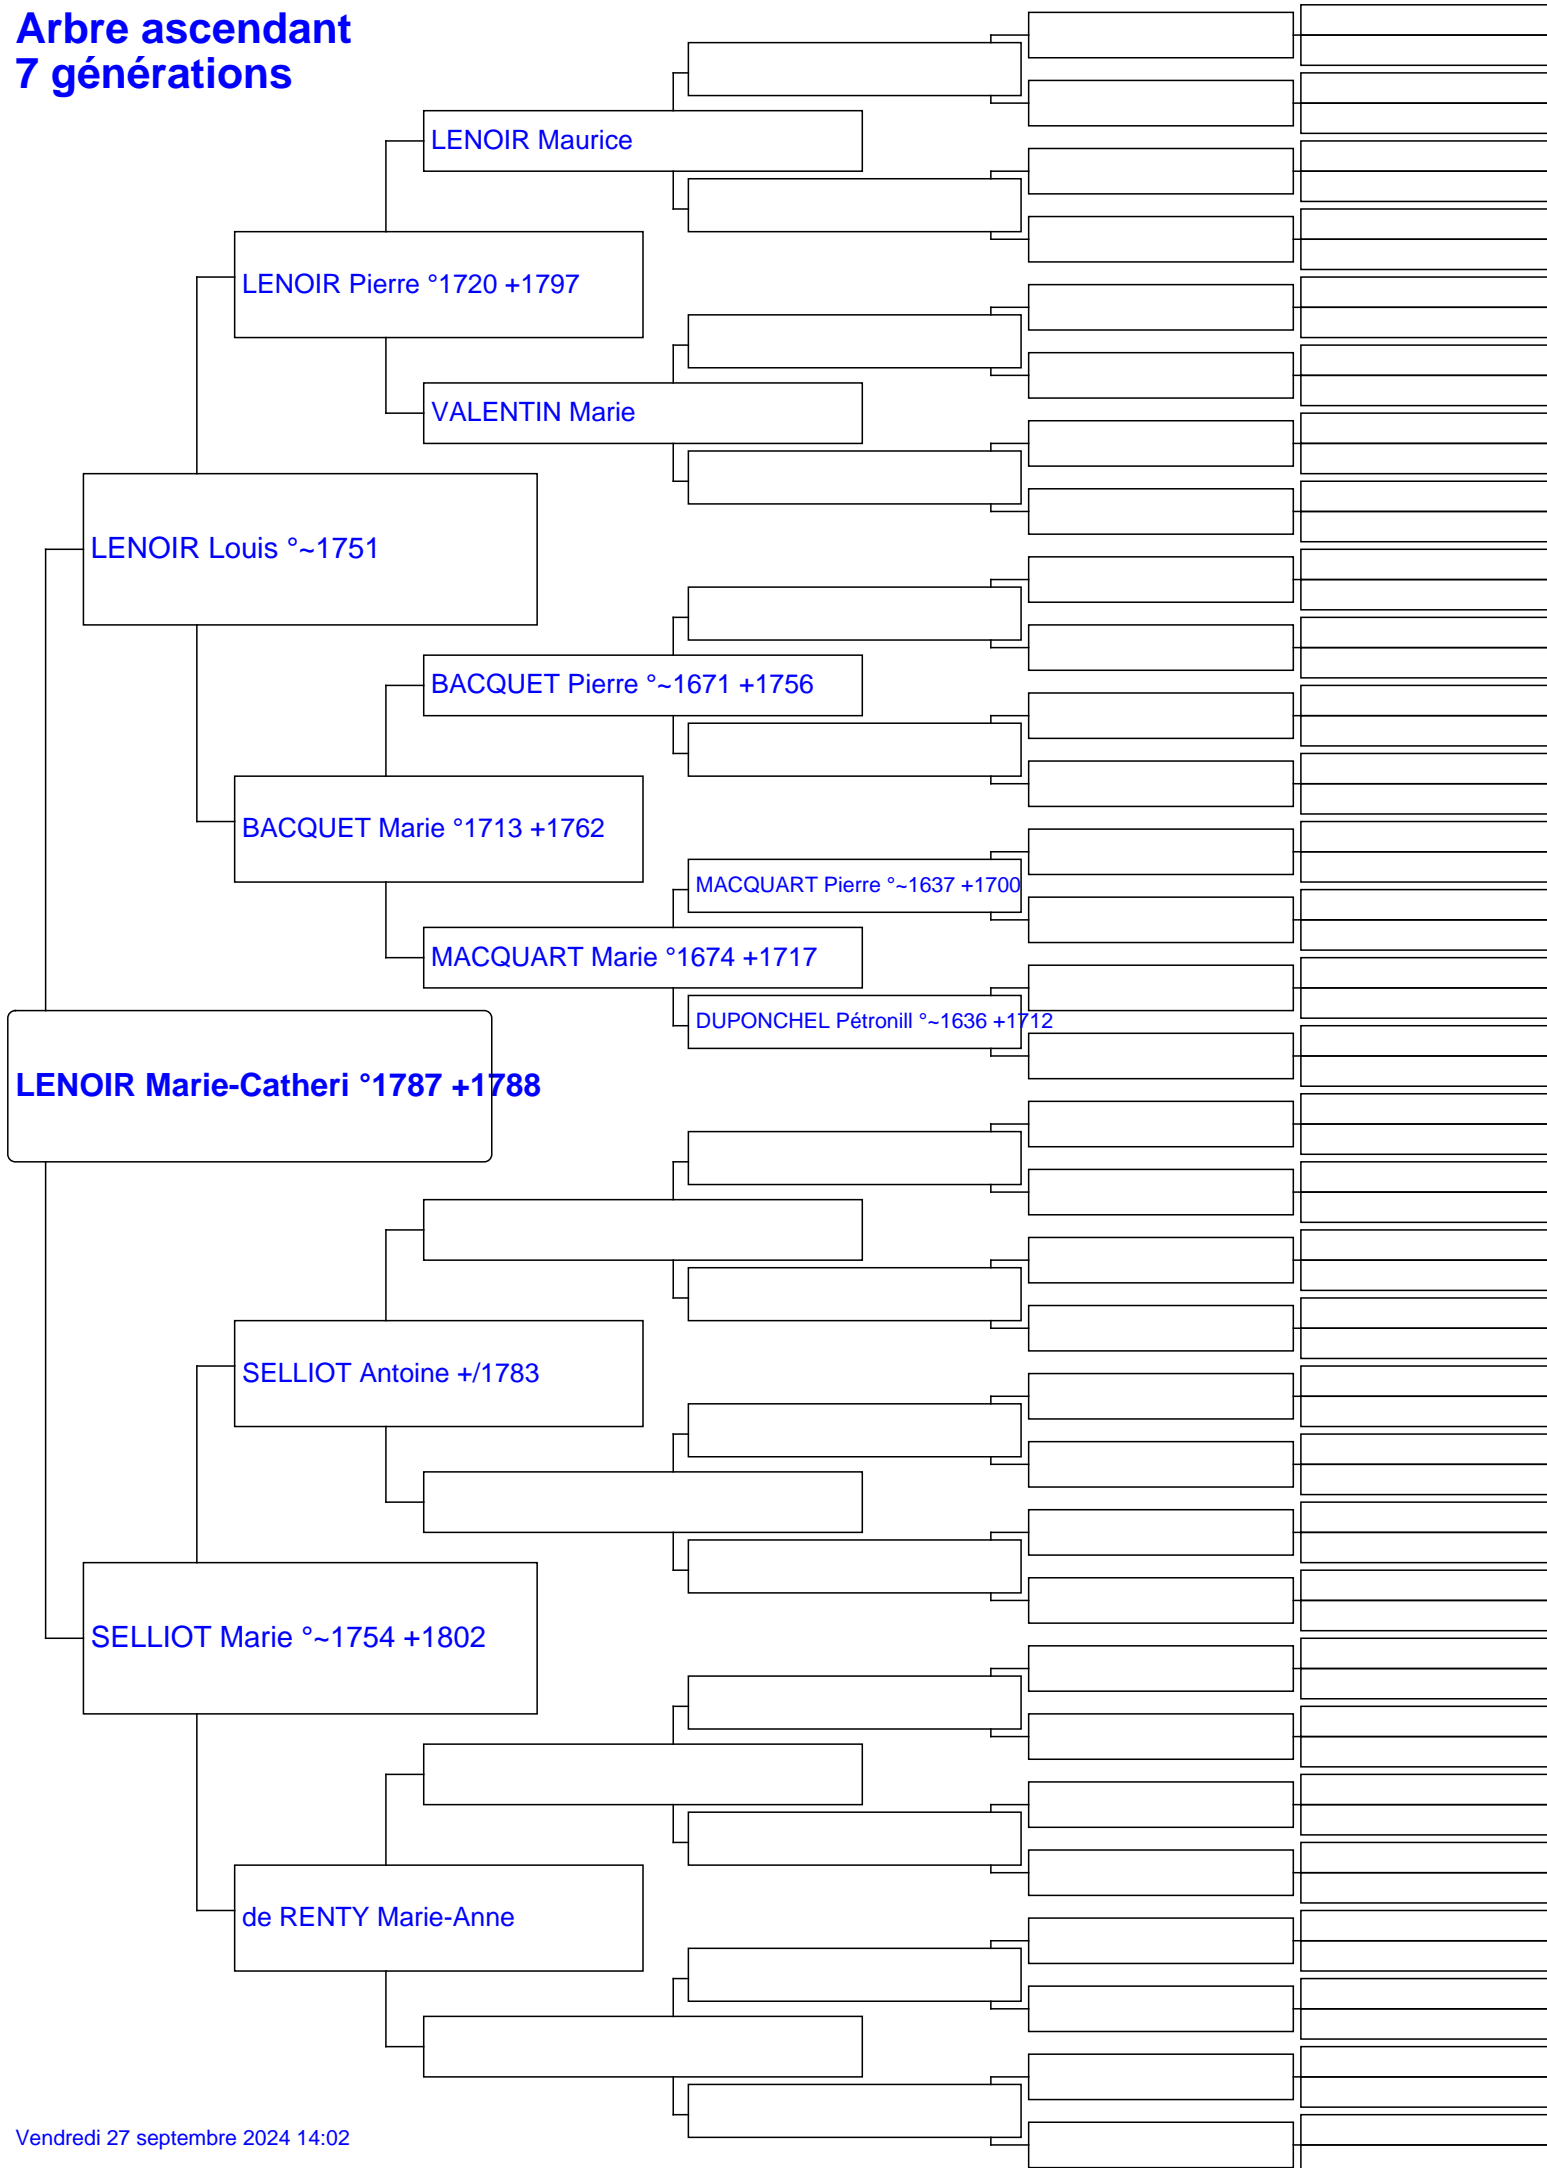 Arbre ascendant
7 générations
LENOIR Maurice
LENOIR Pierre °1720 +1797
VALENTIN Marie
LENOIR Louis °~1751
BACQUET Pierre °~1671 +1756
BACQUET Marie °1713 +1762
MACQUART Pierre °~1637 +1700
MACQUART Marie °1674 +1717
DUPONCHEL Pétronill °~1636 +1712
LENOIR Marie-Catheri °1787 +1788
SELLIOT Antoine +/1783
SELLIOT Marie °~1754 +1802
de RENTY Marie-Anne
Vendredi 27 septembre 2024 14:02